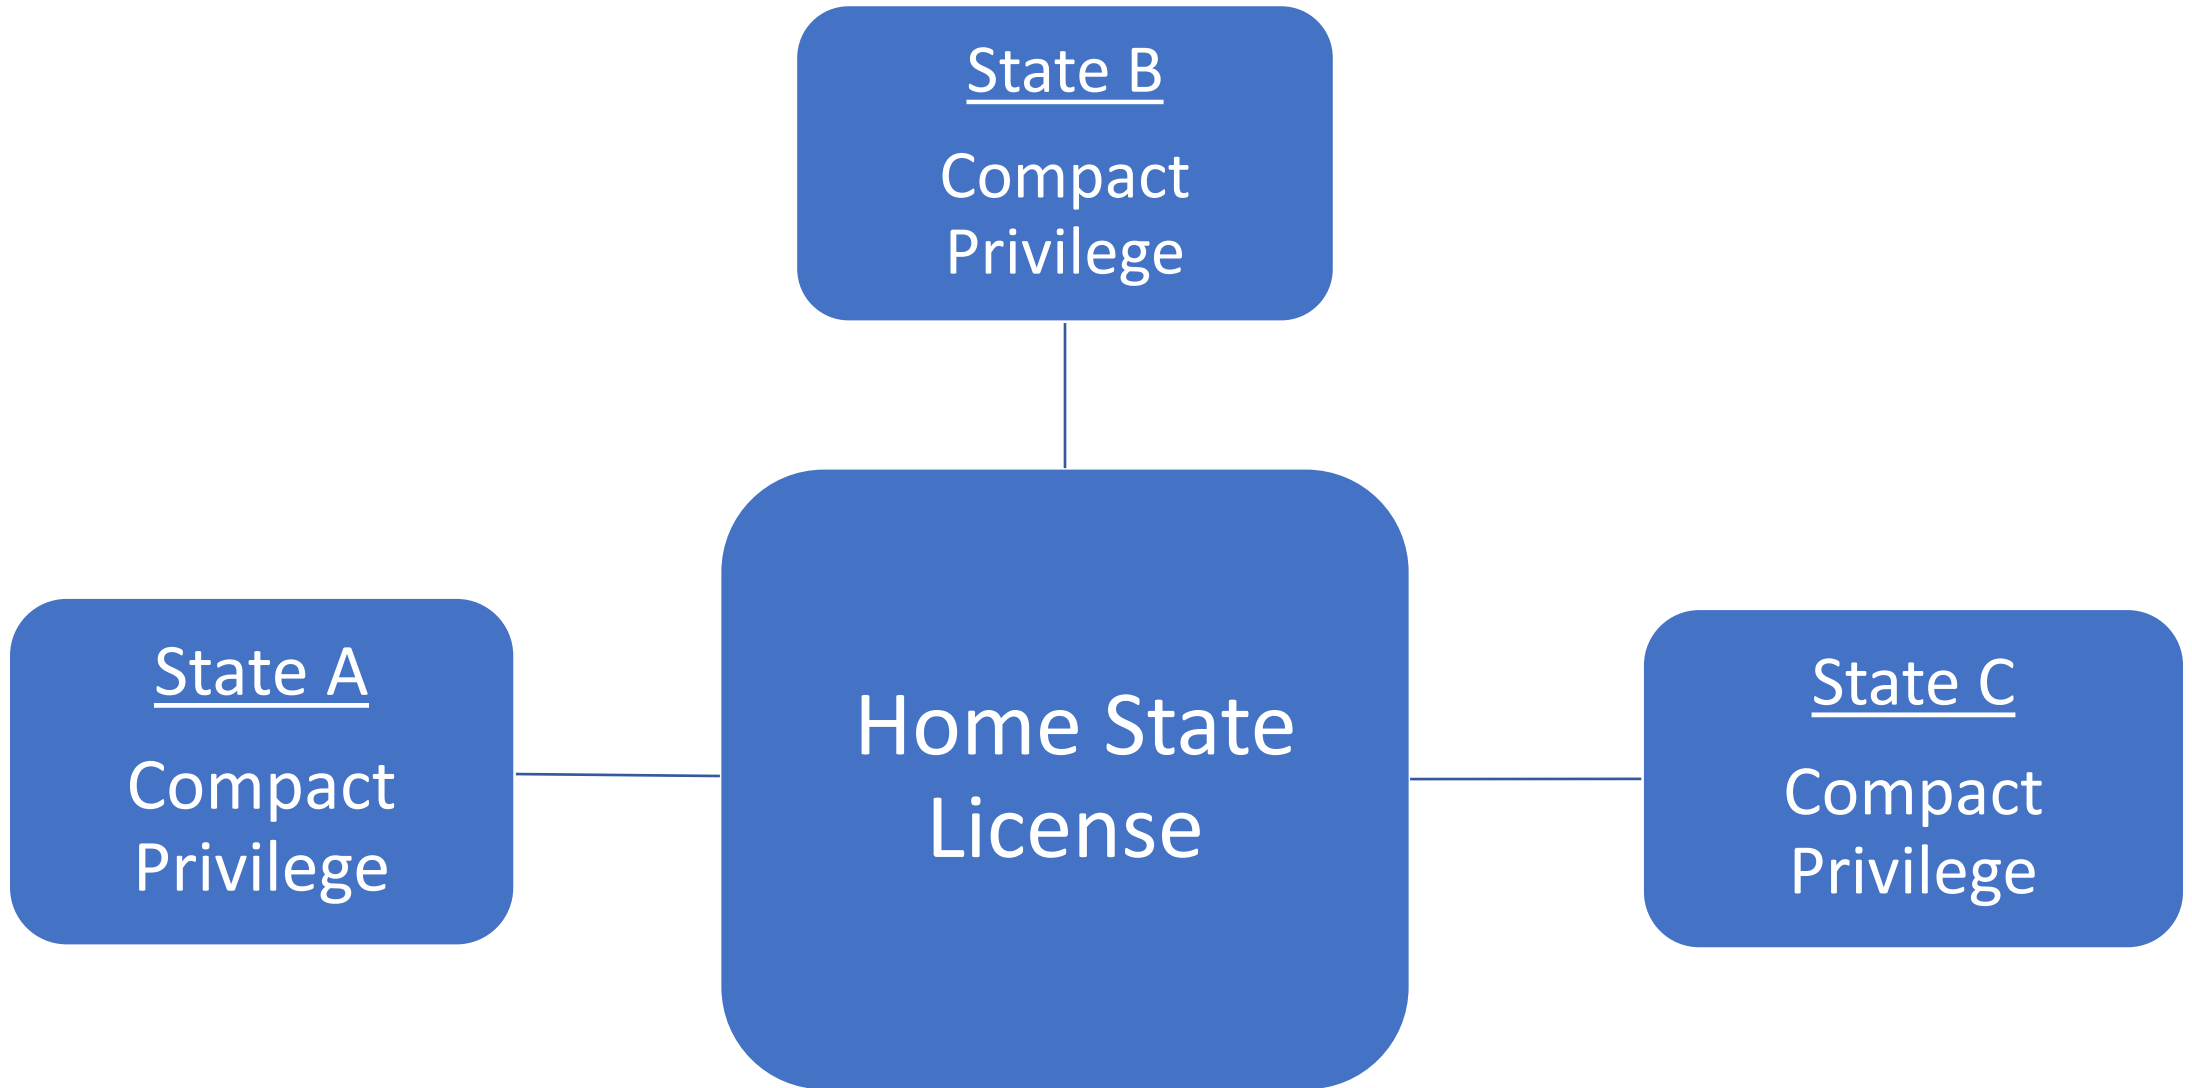 State B
Compact
Privilege
State A
Compact
Privilege
Home State
License
State C
Compact
Privilege